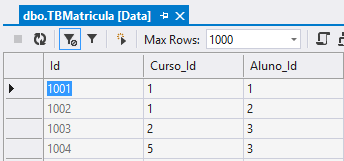 dbo.TBMatricula [Data]
Max Rows: 1000
Id Curso_Id Aluno_Id
1001 1 1
1002 1 2
1003 2 3
1004 5 3